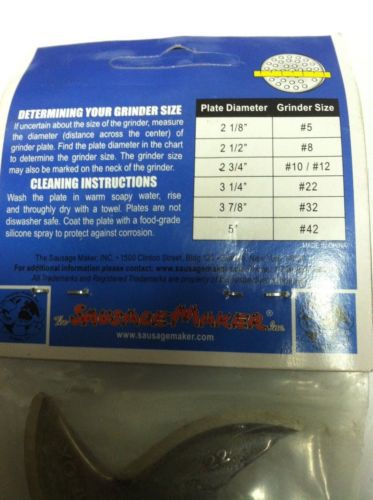 DETERMINING YOUR GRINDER SIZE
If uncertain about the size of the grinder, measure
the diameter (distance across the center) of
grinder plate. Find the plate diameter in the chart
to determine the grinder size. The grinder size
may also be marked on the neck of the grinder.
CLEANING INSTRUCTIONS
Wash the plate in warm soapy water, rise
and throughly dry with a towel. Plates are not
dishwasher safe. Coat the plate with a food-grade
silicone spray to protect against corrosion.
Plate Diameter Grinder Size
2 1/8" #5
2 1/2" #8
2 3/4" #10 / #12
3 1/4" #22
3 7/8" #32
5" #42
MADE IN CHINA
The Sausage Maker, INC. • 1500 Clinton Street, Bldg.123
For additional information please contact: www.sausagemaker.com
All Trademarks and Registered Trademarks are property of the respective
The SAUSAGE MAKER Inc.
www.sausagemaker.com